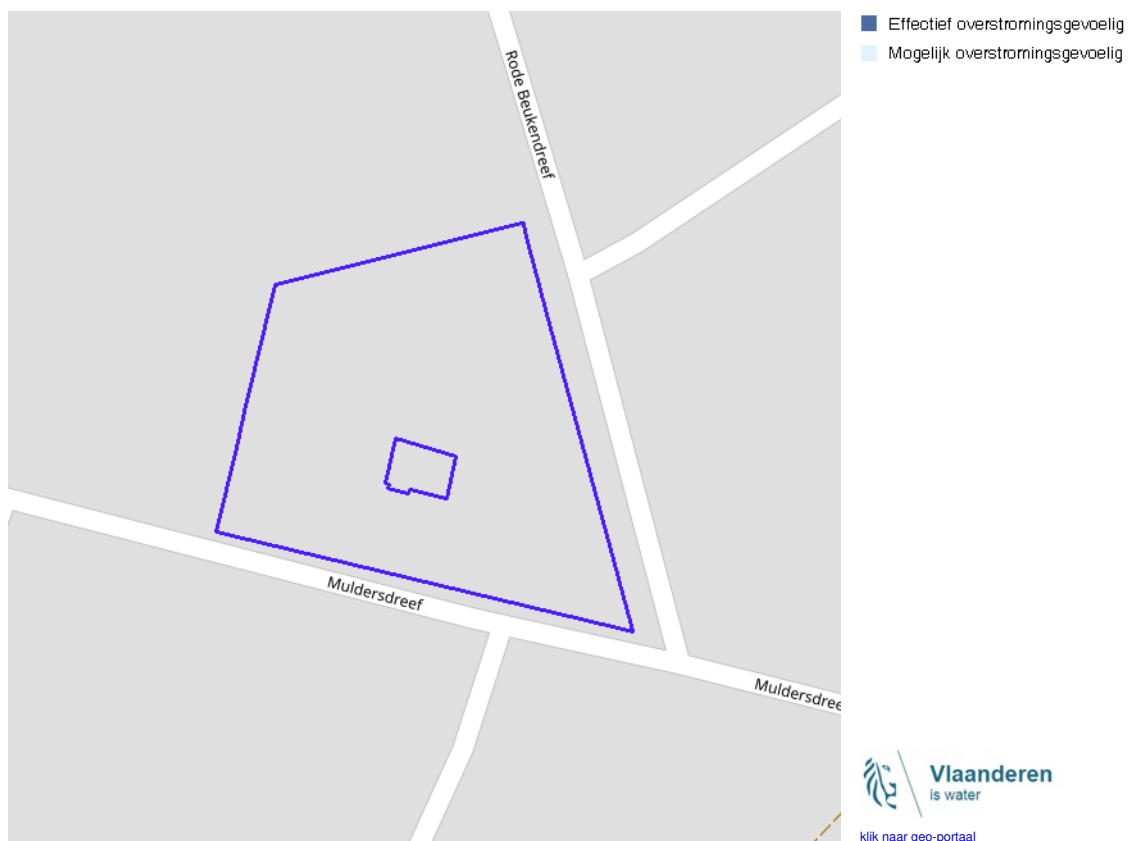 Effectief overstromingsgevoelig
Mogelijk overstromingsgevoelig
Rode Beukendreef
Muldersdreef
Muldersdree
Vlaanderen
is water
klik naar geo-portaal